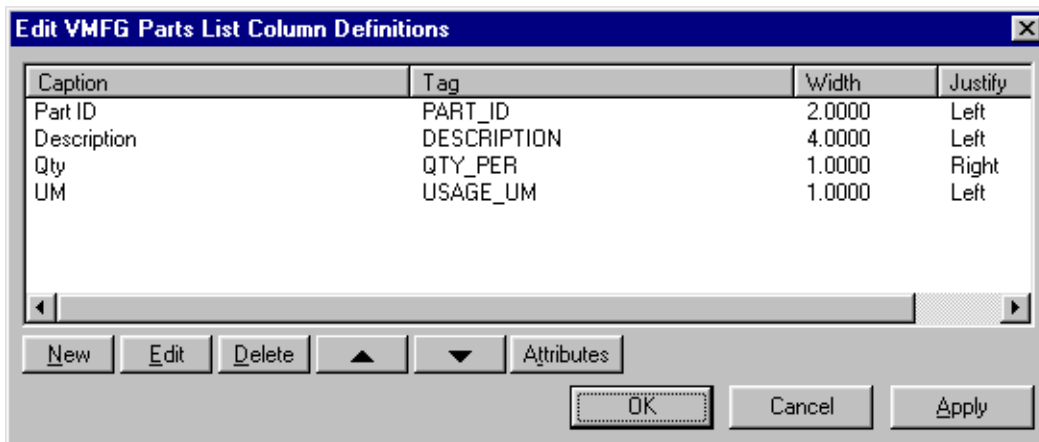 Edit VMFG Parts List Column Definitions
Caption Tag Width Justify
Part ID PART_ID 2.0000 Left
Description DESCRIPTION 4.0000 Left
Qty QTY_PER 1.0000 Right
UM USAGE_UM 1.0000 Left
New Edit Delete Attributes
OK Cancel Apply